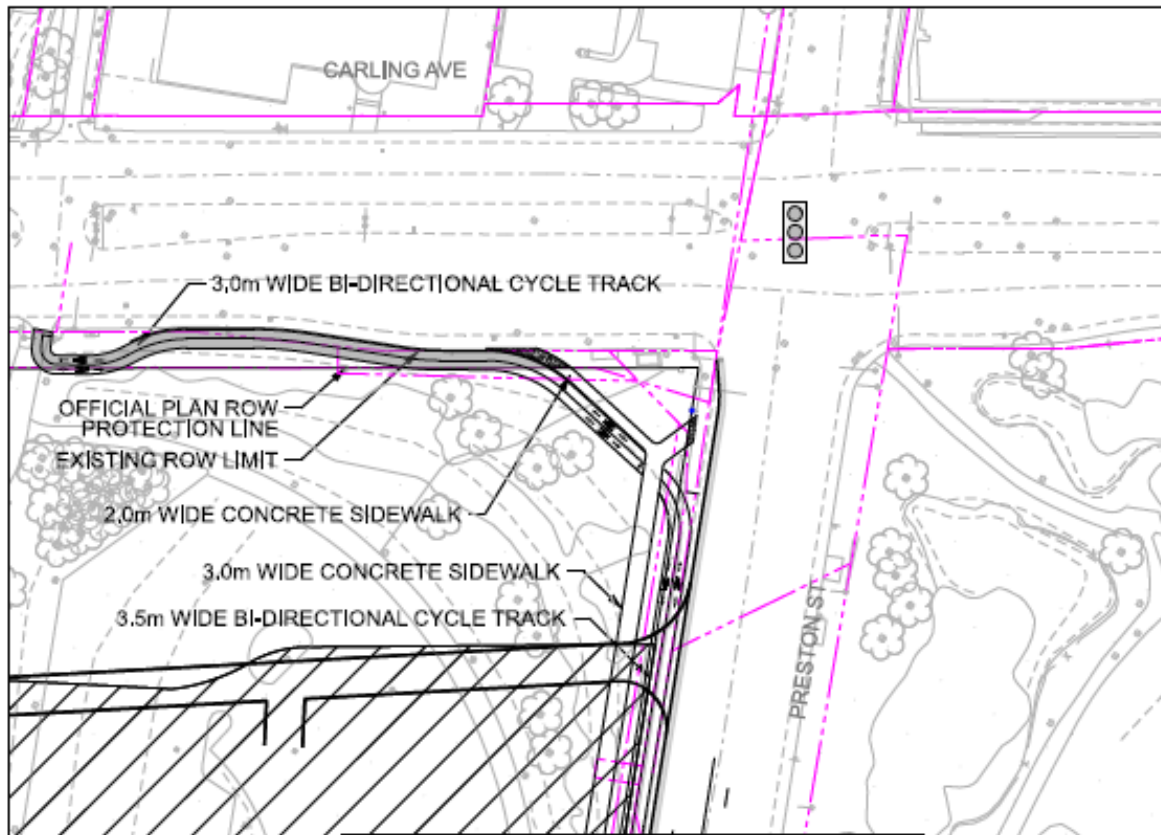 CARLING AVE
3.0m WIDE BI-DIRECTIONAL CYCLE TRACK
OFFICIAL PLAN ROW
PROTECTION LINE
EXISTING ROW LIMIT
2.0m WIDE CONCRETE SIDEWALK
3.0m WIDE CONCRETE SIDEWALK
3.5m WIDE BI-DIRECTIONAL CYCLE TRACK
PRESTON ST